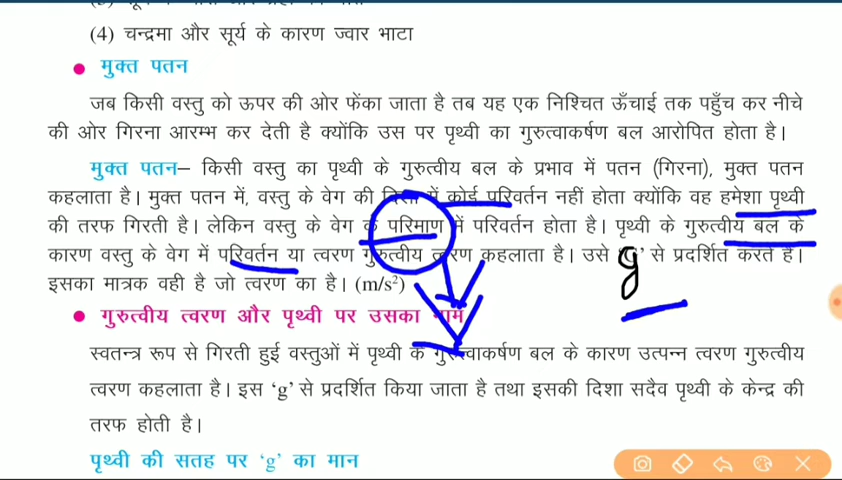 (4) चन्द्रमा और सूर्य के कारण ज्वार भाटा
• मुक्त पतन
जब किसी वस्तु को ऊपर की ओर फेंका जाता है तब यह एक निश्चित ऊँचाई तक पहुँच कर नीचे
की ओर गिरना आरम्भ कर देती है क्योंकि उस पर पृथ्वी का गुरुत्वाकर्षण बल आरोपित होता है।
मुक्त पतन– किसी वस्तु का पृथ्वी के गुरुत्वीय बल के प्रभाव में पतन (गिरना), मुक्त पतन
कहलाता है। मुक्त पतन में, वस्तु के वेग की दिशा में कोई परिवर्तन नहीं होता क्योंकि वह हमेशा पृथ्वी
की तरफ गिरती है। लेकिन वस्तु के वेग के परिमाण में परिवर्तन होता है। पृथ्वी के गुरुत्वीय बल के
कारण वस्तु के वेग में परिवर्तन या त्वरण गुरुत्वीय त्वरण कहलाता है। उसे ‘g’ से प्रदर्शित करते हैं।
g
इसका मात्रक वही है जो त्वरण का है। (m/s²)
• गुरुत्वीय त्वरण और पृथ्वी पर उसका मान
स्वतन्त्र रूप से गिरती हुई वस्तुओं में पृथ्वी के गुरुत्वाकर्षण बल के कारण उत्पन्न त्वरण गुरुत्वीय
त्वरण कहलाता है। इस ‘g’ से प्रदर्शित किया जाता है तथा इसकी दिशा सदैव पृथ्वी के केन्द्र की
तरफ होती है।
पृथ्वी की सतह पर ‘g’ का मान